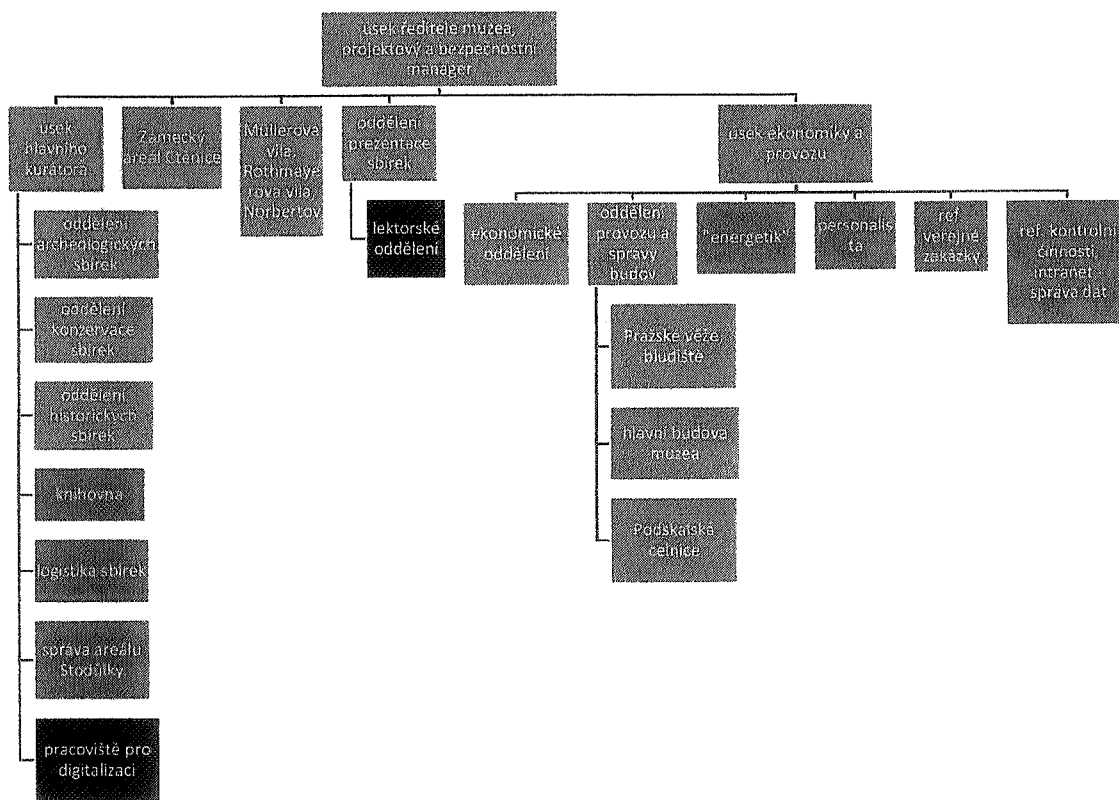 úsek ředitele muzea,
projektový a bezpečnostní
manager
úsek
hlavního
kurátora
Zámecký
areál Ctěnice
Müllerova
vila,
Rothmaye
rova vila,
Norbertov
oddělení
prezentace
sbírek
úsek ekonomiky a
provozu
oddělení
archeologických
sbírek
oddělení
konzervace
sbírek
oddělení
historických
sbírek
knihovna
logistika sbírek
správa areálu
Stodůlky
pracoviště pro
digitalizaci
lektorské
oddělení
ekonomické
oddělení
oddělení
provozu a
správy
budov
"energetik"
personalis
ta
ref
veřejné
zakázky
ref. kontrolní
činnosti,
intranet
správa dat
Pražské věže,
bludiště
hlavní budova
muzea
Podskalská
celnice